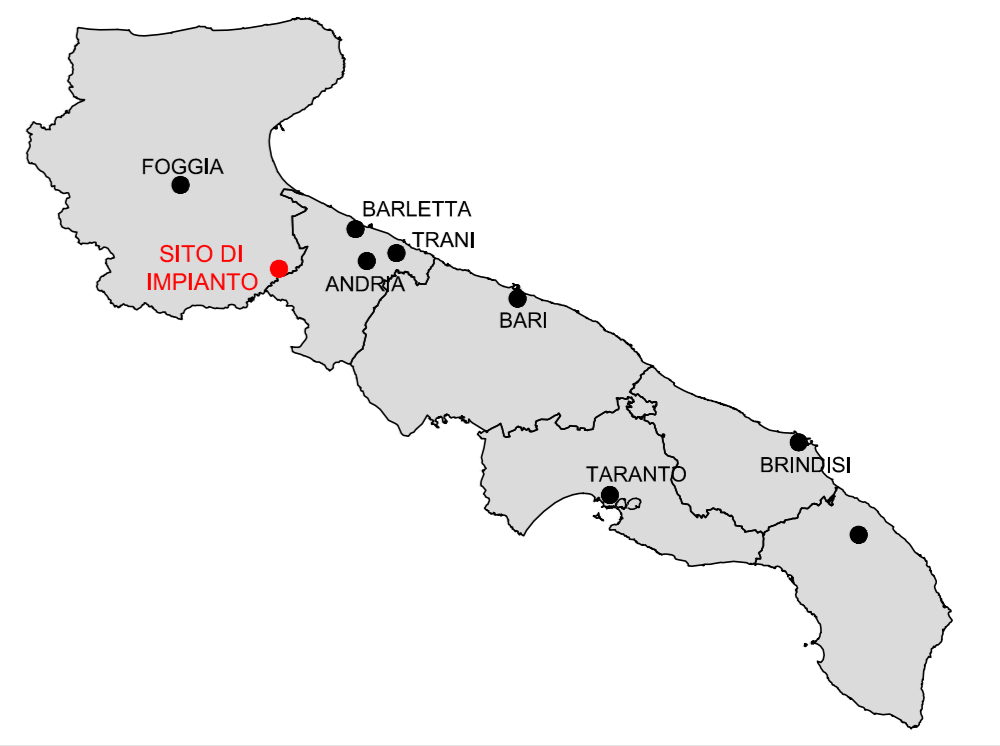 FOGGIA
BARLETTA
TRANI
SITO DI
IMPIANTO
ANDRIA
BARI
BRINDISI
TARANTO